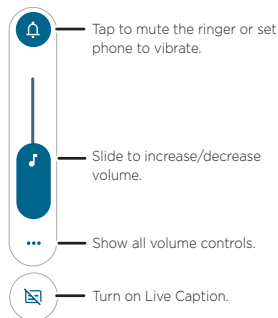 Tap to mute the ringer or set
phone to vibrate.
Slide to increase/decrease
volume.
Show all volume controls.
Turn on Live Caption.